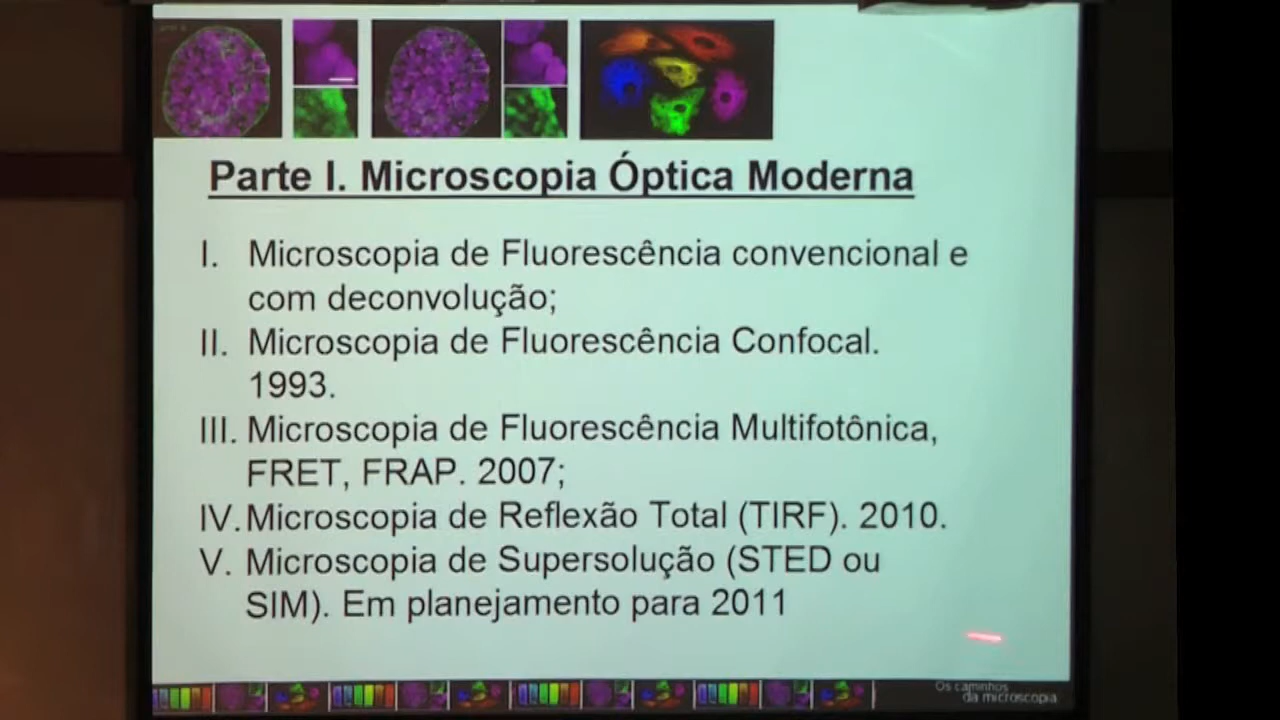 Parte I. Microscopia Óptica Moderna
I. Microscopia de Fluorescência convencional e
com deconvolução;
II. Microscopia de Fluorescência Confocal.
1993.
III. Microscopia de Fluorescência Multifotônica,
FRET, FRAP. 2007;
IV. Microscopia de Reflexão Total (TIRF). 2010.
V. Microscopia de Supersolução (STED ou
SIM). Em planejamento para 2011
Os caminhos
da microscopia